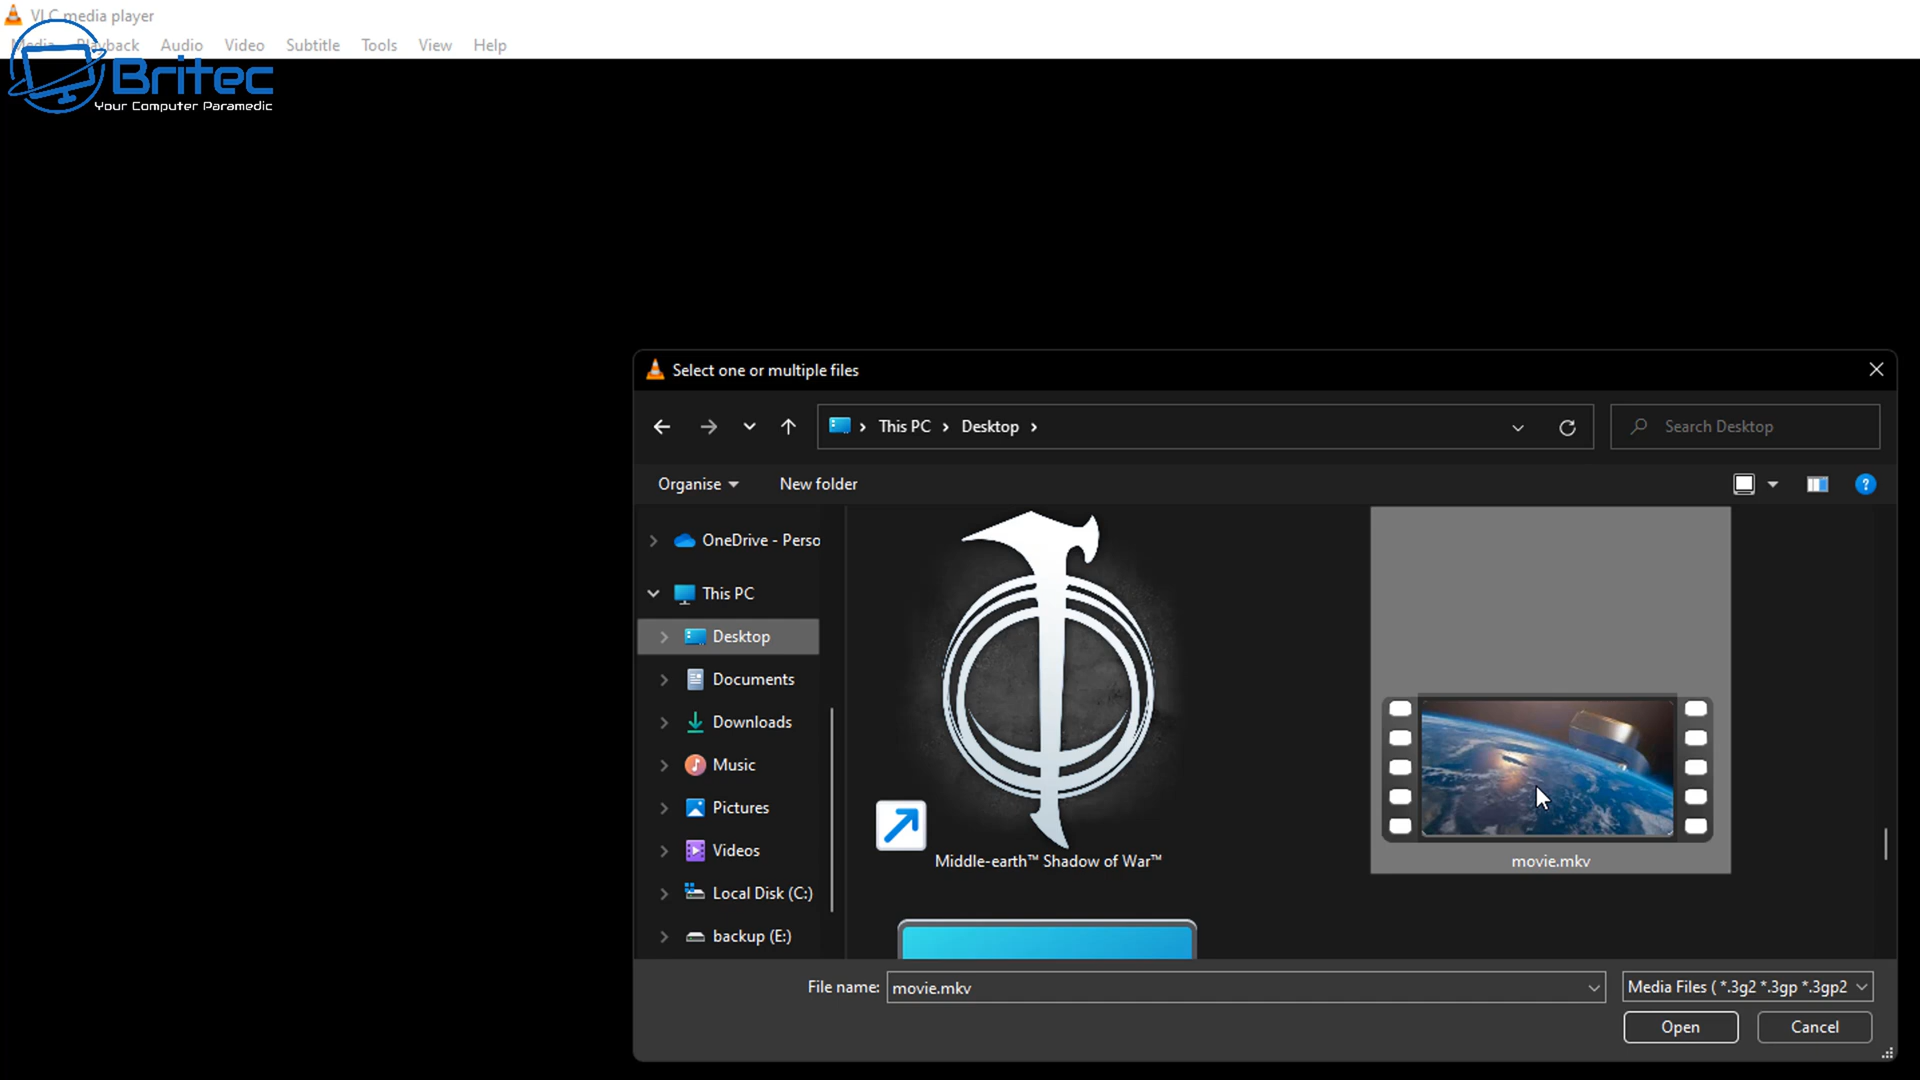 VLC media player
Media Playback Audio Video Subtitle Tools View Help
Britec
Your Computer Paramedic
Select one or multiple files
This PC Desktop
Search Desktop
Organise New folder
OneDrive - Perso
This PC
Desktop
Documents
Downloads
Music
Pictures
Videos
Local Disk (C:)
backup (E:)
Middle-earth™ Shadow of War™
movie.mkv
File name: movie.mkv
Media Files ( *.3g2 *.3gp *.3gp2
Open Cancel